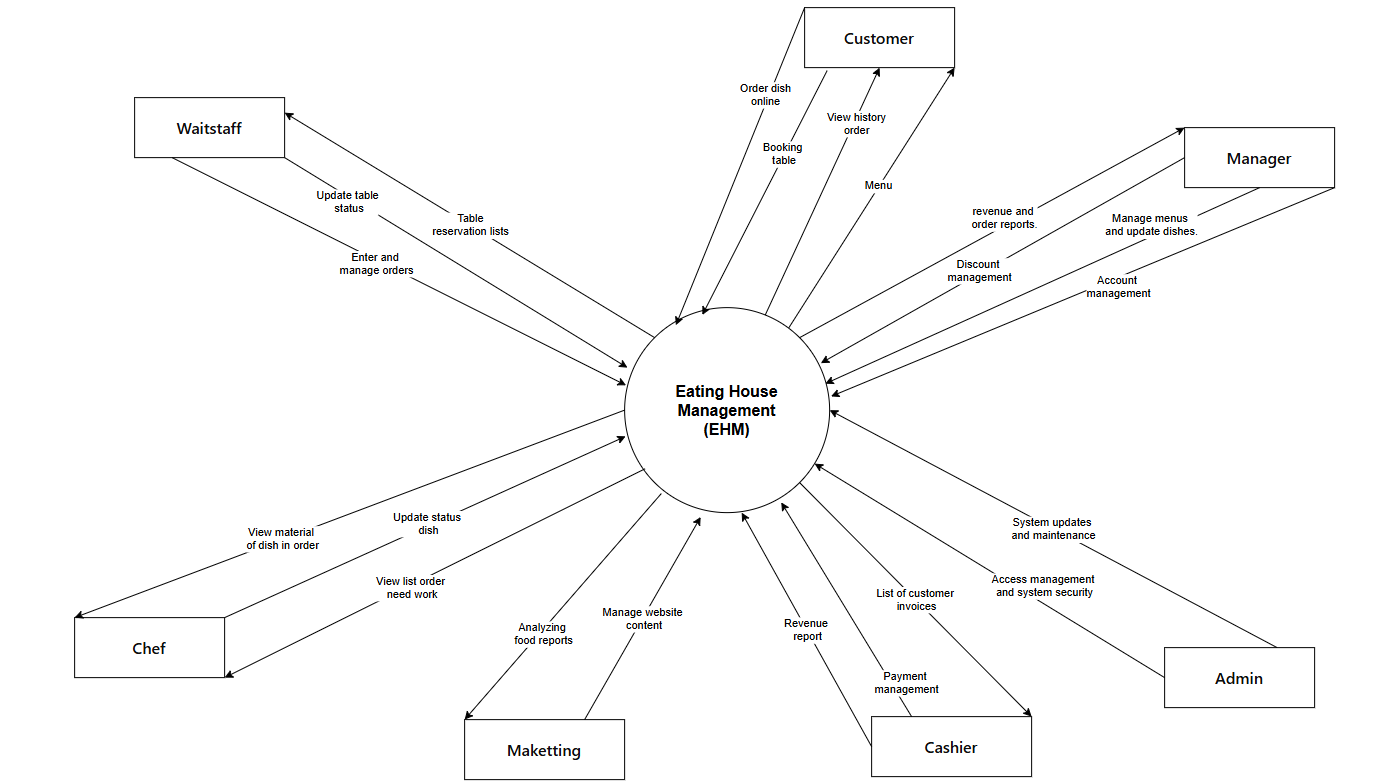 Customer
Order dish
online
View history
order
Booking
table
Menu
Waitstaff
Update table
status
Table
reservation lists
Enter and
manage orders
Manager
revenue and
order reports.
Manage menus
and update dishes.
Discount
management
Account
management
Eating House
Management
(EHM)
View material
of dish in order
Update status
dish
View list order
need work
Chef
Analyzing
food reports
Manage website
content
Maketting
Revenue
report
Payment
management
List of customer
invoices
Cashier
System updates
and maintenance
Access management
and system security
Admin